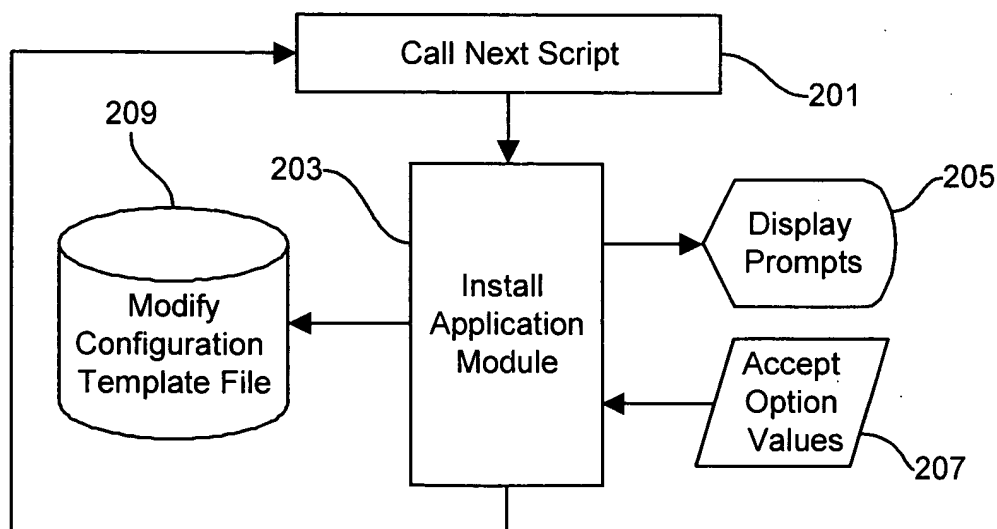 Call Next Script
201
209
203
205
Display
Prompts
Install
Application
Module
Modify
Configuration
Template File
Accept
Option
Values
207